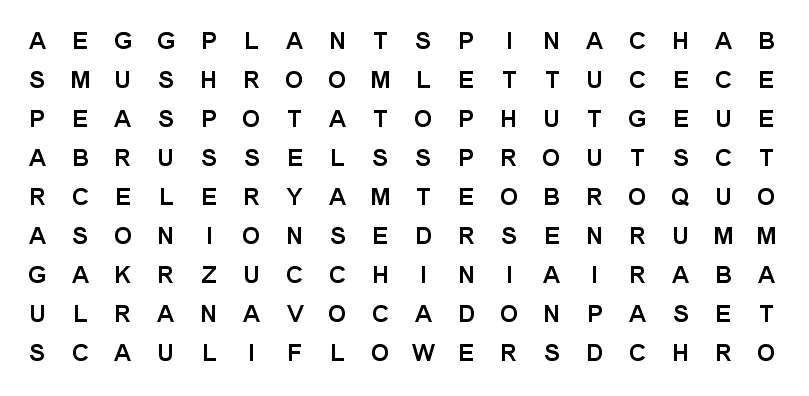 A E G G P L A N T S P I N A C H A B
S M U S H R O O M L E T T U C E C E
P E A S P O T A T O P H U T G E U E
A B R U S S E L S S P R O U T S C T
R C E L E R Y A M T E O B R O Q U O
A S O N I O N S E D R S E N R U M M
G A K R Z U C C H I N I A I R A B A
U L R A N A V O C A D O N P A S E T
S C A U L I F L O W E R S D C H R O